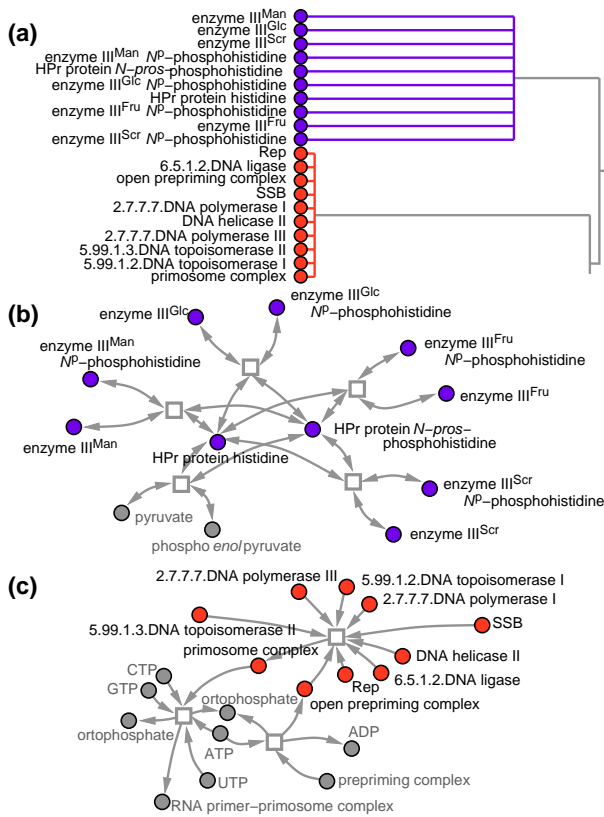 (a)
enzyme III^Man
enzyme III^Glc
enzyme III^Scr
enzyme III^Man N^p–phosphohistidine
HPr protein N–pros–phosphohistidine
enzyme III^Glc N^p–phosphohistidine
HPr protein histidine
enzyme III^Fru N^p–phosphohistidine
enzyme III^Fru
enzyme III^Scr N^p–phosphohistidine
Rep
6.5.1.2.DNA ligase
open prepriming complex
SSB
2.7.7.7.DNA polymerase I
DNA helicase II
2.7.7.7.DNA polymerase III
5.99.1.3.DNA topoisomerase II
5.99.1.2.DNA topoisomerase I
primosome complex
(b)
enzyme III^Glc
enzyme III^Glc
N^p–phosphohistidine
enzyme III^Man
N^p–phosphohistidine
enzyme III^Fru
N^p–phosphohistidine
enzyme III^Fru
enzyme III^Man
HPr protein histidine
HPr protein N–pros–
phosphohistidine
enzyme III^Scr
N^p–phosphohistidine
enzyme III^Scr
pyruvate
phospho enolpyruvate
(c)
2.7.7.7.DNA polymerase III
5.99.1.2.DNA topoisomerase I
2.7.7.7.DNA polymerase I
SSB
5.99.1.3.DNA topoisomerase II
primosome complex
DNA helicase II
Rep
6.5.1.2.DNA ligase
open prepriming complex
CTP
GTP
ortophosphate
ortophosphate
ATP
ADP
UTP
prepriming complex
RNA primer–primosome complex